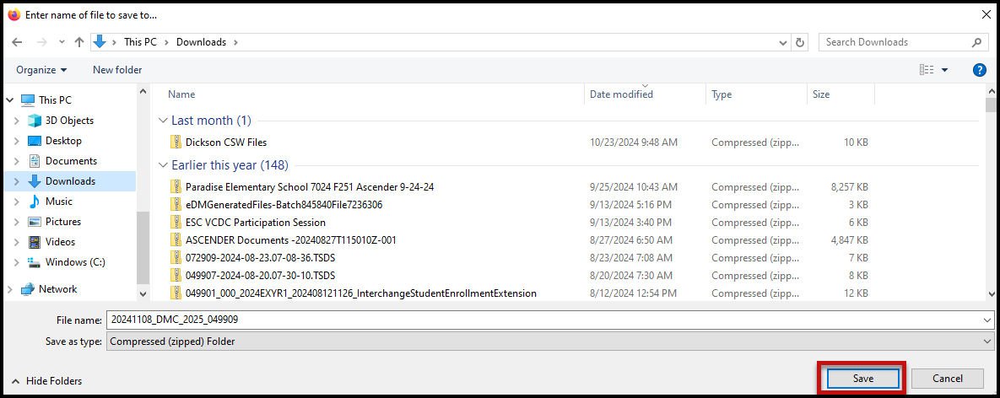 Enter name of file to save to...
This PC > Downloads >
Search Downloads
Organize
New folder
?
Name Date modified Type Size
This PC
3D Objects
Desktop
Documents
Downloads
Music
Pictures
Videos
Windows (C:)
Network
Last month (1)
Dickson CSW Files 10/23/2024 9:48 AM Compressed (zipp... 10 KB
Earlier this year (148)
Paradise Elementary School 7024 F251 Ascender 9-24-24 9/25/2024 10:43 AM Compressed (zipp... 8,257 KB
eDMGeneratedFiles-Batch845840File7236306 9/13/2024 5:16 PM Compressed (zipp... 3 KB
ESC VCDC Participation Session 9/13/2024 3:40 PM Compressed (zipp... 6 KB
ASCENDER Documents -20240827T115010Z-001 8/27/2024 6:50 AM Compressed (zipp... 4,847 KB
072909-2024-08-23.07-08-36.TSDS 8/23/2024 7:08 AM Compressed (zipp... 7 KB
049907-2024-08-20.07-30-10.TSDS 8/20/2024 7:30 AM Compressed (zipp... 8 KB
049901_000_2024EXYR1_202408121126_InterchangeStudentEnrollmentExtension 8/12/2024 12:54 PM Compressed (zipp... 12 KB
File name: 20241108_DMC_2025_049909
Save as type: Compressed (zipped) Folder
Hide Folders
Save
Cancel